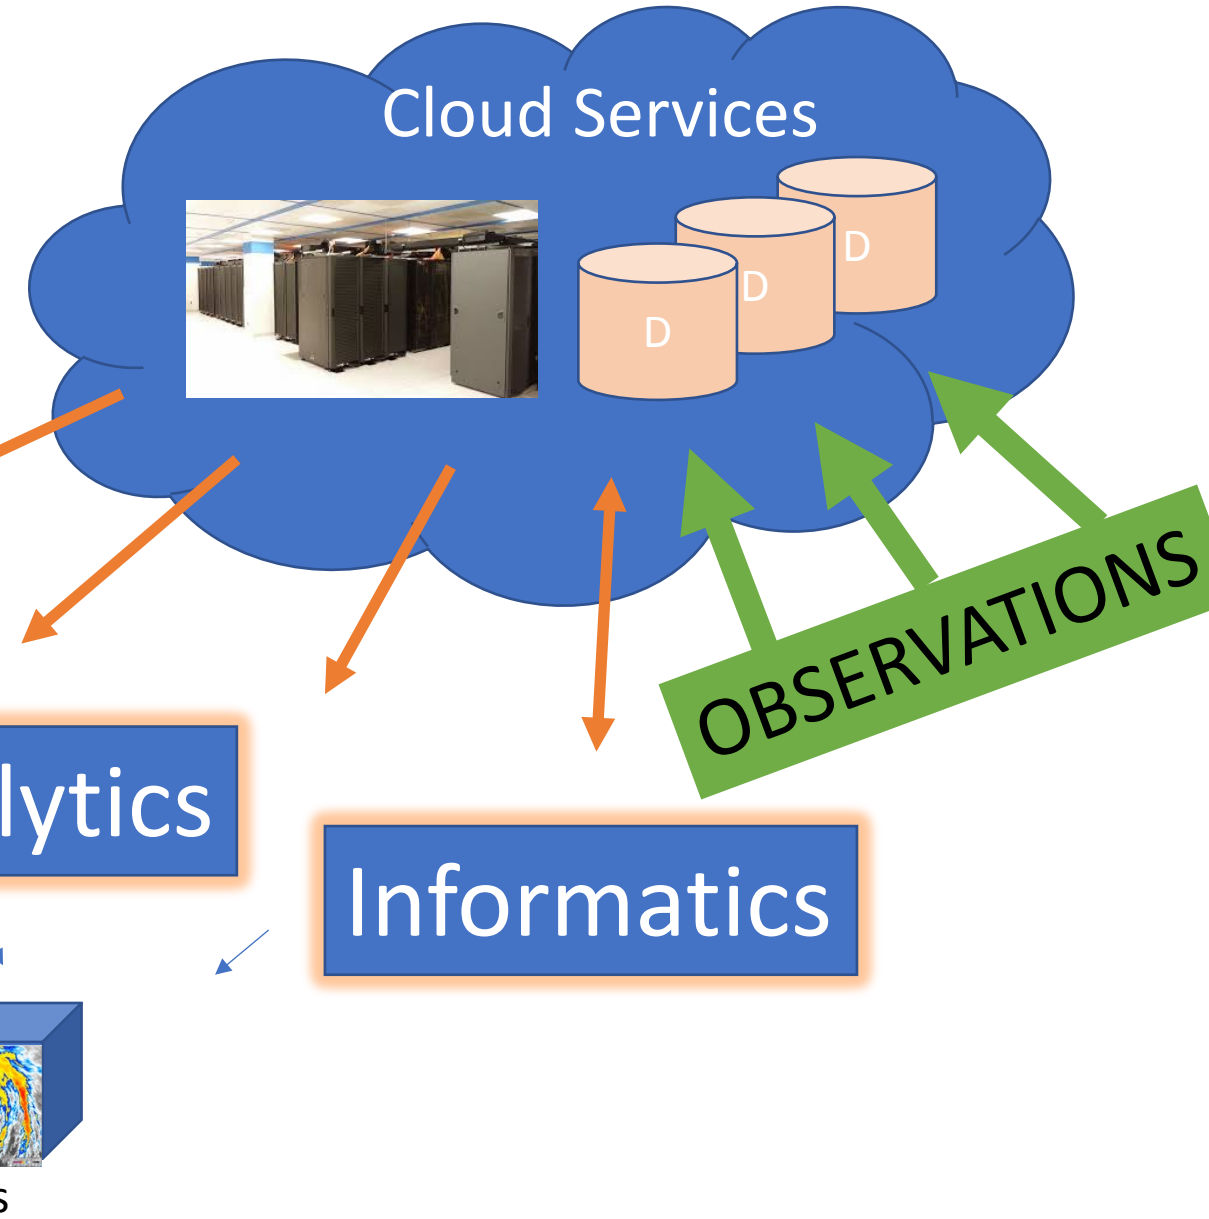 Cloud Services
D
D
D
OBSERVATIONS
lytics
Informatics
s